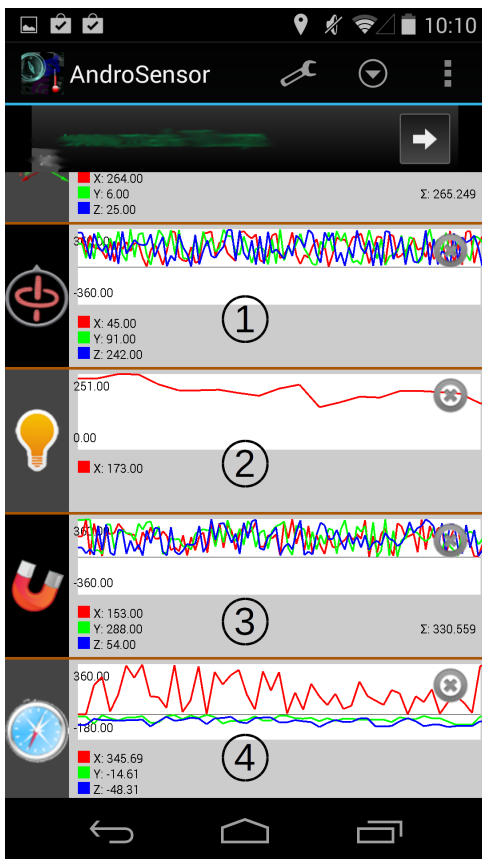 10:10
AndroSensor
X: 264.00
Y: 6.00
Z: 25.00
Σ: 265.249
-360.00
①
X: 45.00
Y: 91.00
Z: 242.00
251.00
0.00
②
X: 173.00
360.00
-360.00
③
X: 153.00
Y: 288.00
Z: 54.00
Σ: 330.559
360.00
-180.00
④
X: 345.69
Y: -14.61
Z: -48.31